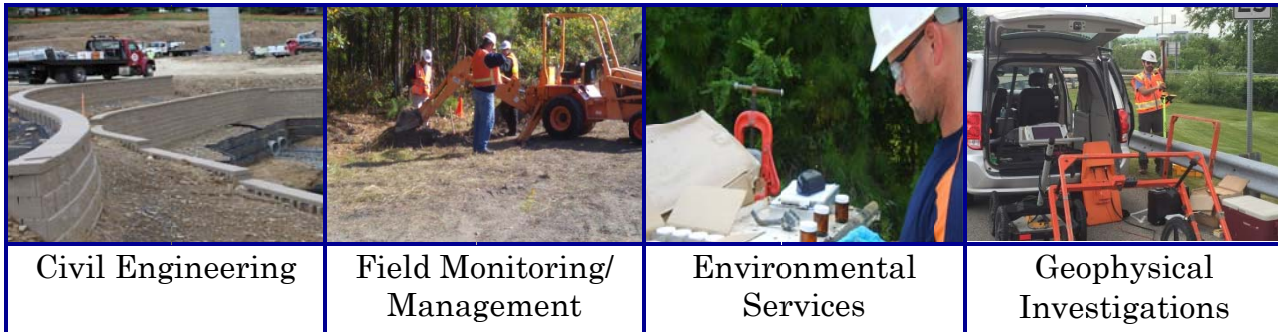 Civil Engineering
Field Monitoring/
Management
Environmental
Services
Geophysical
Investigations